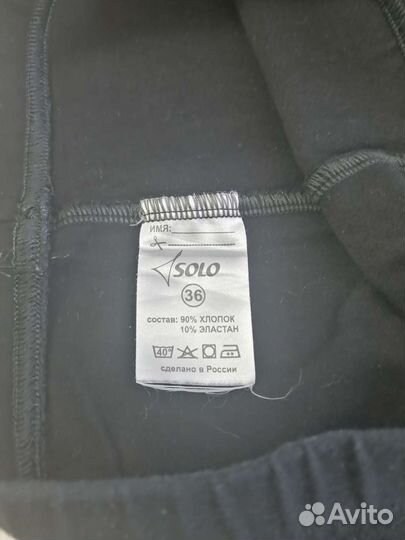 ИМЯ:
SOLO
36
состав: 90% ХЛОПОК
10% ЭЛАСТАН
40°
сделано в России
Avito